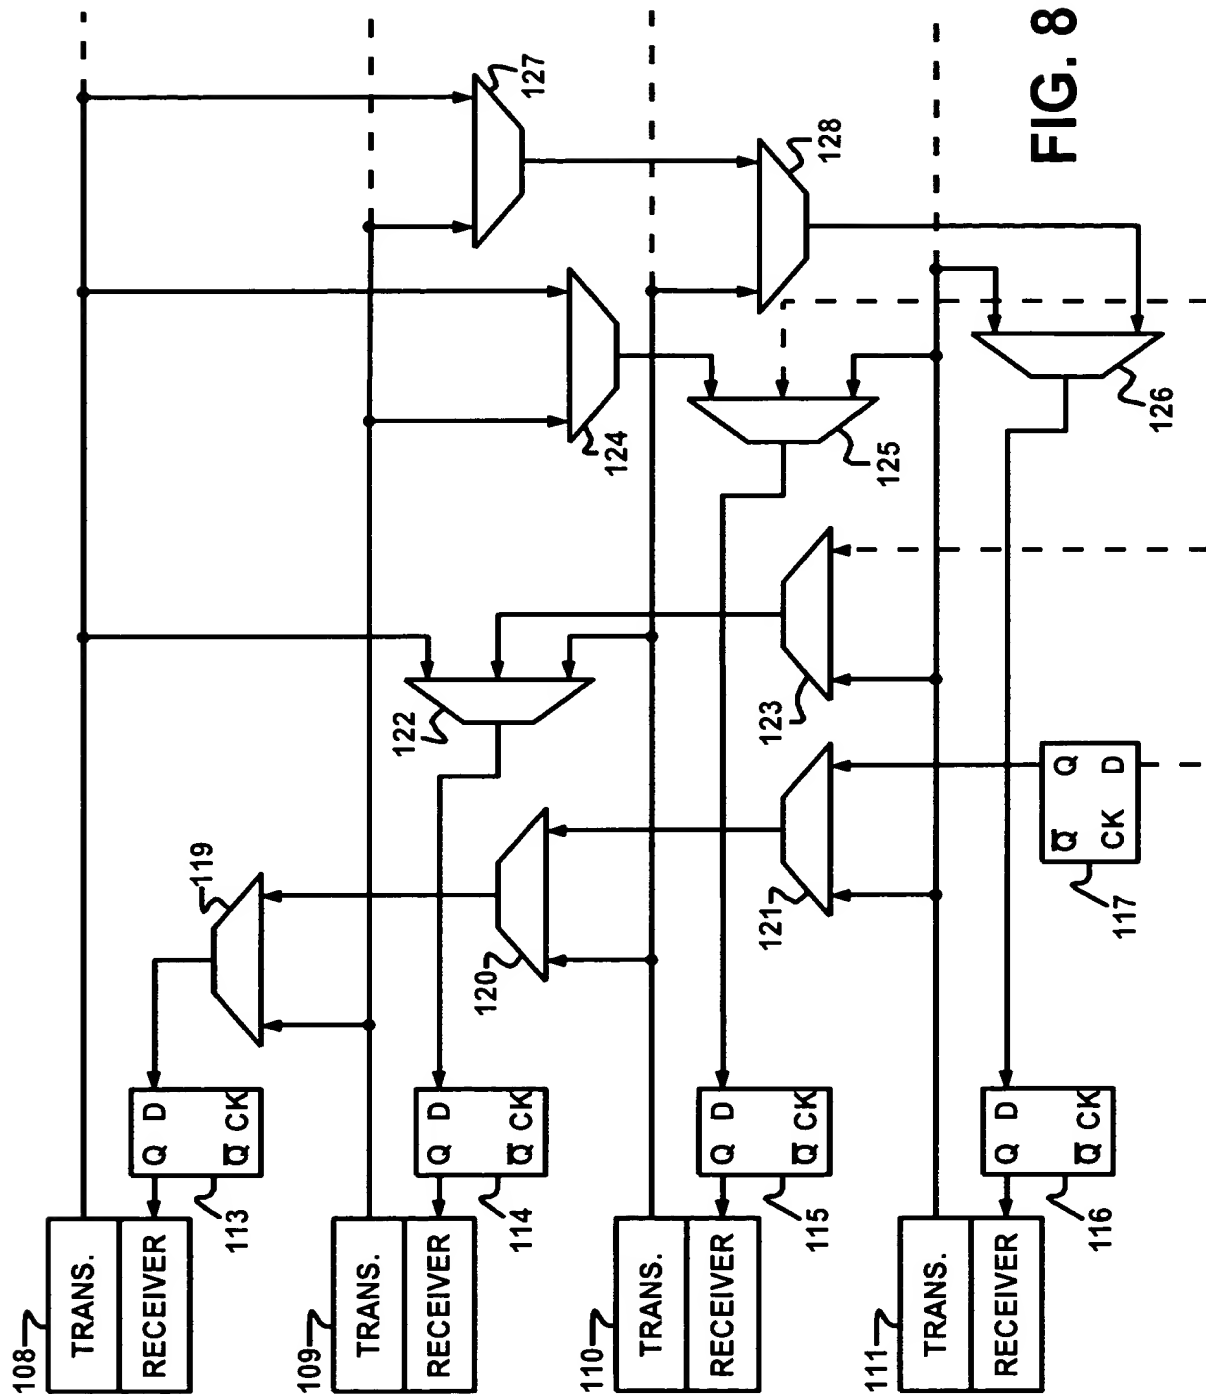 FIG. 8
127
128
124
125
126
122
123
119
120
121
Q
D
Q̅
CK
117
Q D
Q̅ CK
113
Q D
Q̅ CK
114
Q D
Q̅ CK
115
Q D
Q̅ CK
116
108
TRANS.
RECEIVER
109
TRANS.
RECEIVER
110
TRANS.
RECEIVER
111
TRANS.
RECEIVER